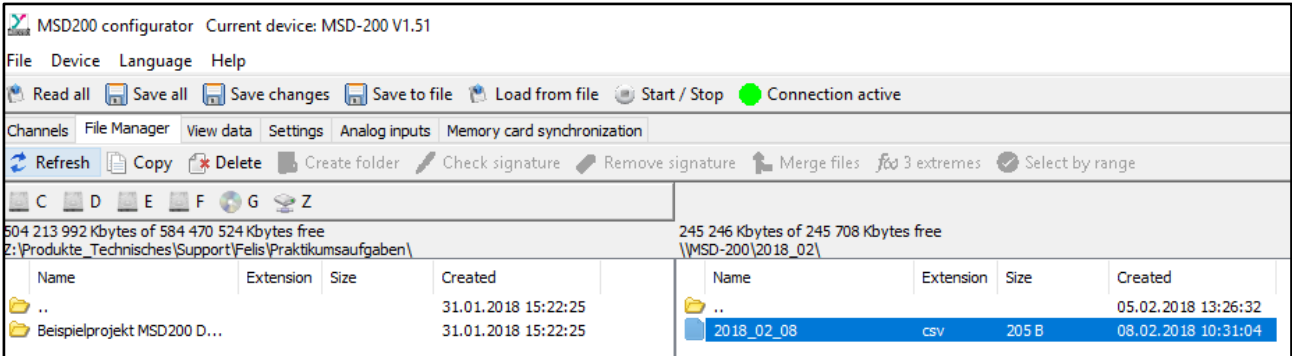 MSD200 configurator Current device: MSD-200 V1.51
File Device Language Help
Read all Save all Save changes Save to file Load from file Start / Stop Connection active
Channels File Manager View data Settings Analog inputs Memory card synchronization
Refresh Copy Delete Create folder Check signature Remove signature Merge files f(x) 3 extremes Select by range
C D E F G Z
504 213 992 Kbytes of 584 470 524 Kbytes free 245 246 Kbytes of 245 708 Kbytes free
Z:\Produkte_Technisches\Support\Felis\Praktikumsaufgaben\ \\MSD-200\2018_02\
Name Extension Size Created Name Extension Size Created
.. 31.01.2018 15:22:25 .. 05.02.2018 13:26:32
Beispielprojekt MSD200 D... 31.01.2018 15:22:25 2018_02_08 csv 205 B 08.02.2018 10:31:04